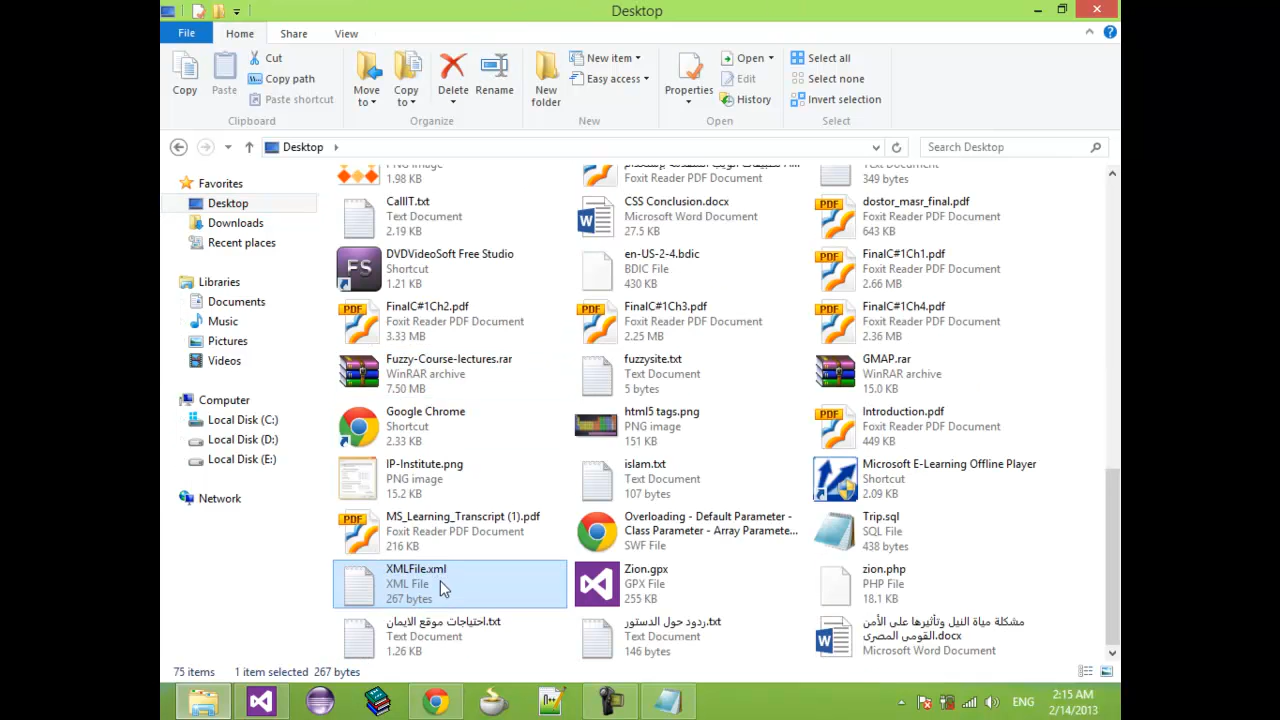 Desktop
File Home Share View
Copy
Paste
Cut
Copy path
Paste shortcut
Clipboard
Move to
Copy to
Delete
Rename
Organize
New folder
New item
Easy access
New
Properties
Open
Edit
History
Open
Select all
Select none
Invert selection
Select
Desktop
Search Desktop
Favorites
Desktop
Downloads
Recent places
Libraries
Documents
Music
Pictures
Videos
Computer
Local Disk (C:)
Local Disk (D:)
Local Disk (E:)
Network
PNG image
1.98 KB
Foxit Reader PDF Document
Text Document
349 bytes
CallIT.txt
Text Document
2.19 KB
CSS Conclusion.docx
Microsoft Word Document
27.5 KB
dostor_masr_final.pdf
Foxit Reader PDF Document
643 KB
DVDVideoSoft Free Studio
Shortcut
1.21 KB
en-US-2-4.bdic
BDIC File
430 KB
FinalC#1Ch1.pdf
Foxit Reader PDF Document
2.66 MB
FinalC#1Ch2.pdf
Foxit Reader PDF Document
3.33 MB
FinalC#1Ch3.pdf
Foxit Reader PDF Document
2.25 MB
FinalC#1Ch4.pdf
Foxit Reader PDF Document
2.36 MB
Fuzzy-Course-lectures.rar
WinRAR archive
7.50 MB
fuzzysite.txt
Text Document
5 bytes
GMAP.rar
WinRAR archive
15.0 KB
Google Chrome
Shortcut
2.33 KB
html5 tags.png
PNG image
151 KB
Introduction.pdf
Foxit Reader PDF Document
449 KB
IP-Institute.png
PNG image
15.2 KB
islam.txt
Text Document
107 bytes
Microsoft E-Learning Offline Player
Shortcut
2.09 KB
MS_Learning_Transcript (1).pdf
Foxit Reader PDF Document
216 KB
Overloading - Default Parameter -
Class Parameter - Array Paramete...
SWF File
Trip.sql
SQL File
438 bytes
XMLFile.xml
XML File
267 bytes
Zion.gpx
GPX File
255 KB
zion.php
PHP File
18.1 KB
احتياجات موقع الايمان.txt
Text Document
1.26 KB
ردود حول الدستور.txt
Text Document
146 bytes
مشكلة مياة النيل وتأثيرها على الأمن
القومى المصرى.docx
Microsoft Word Document
75 items 1 item selected 267 bytes
ENG
2:15 AM
2/14/2013